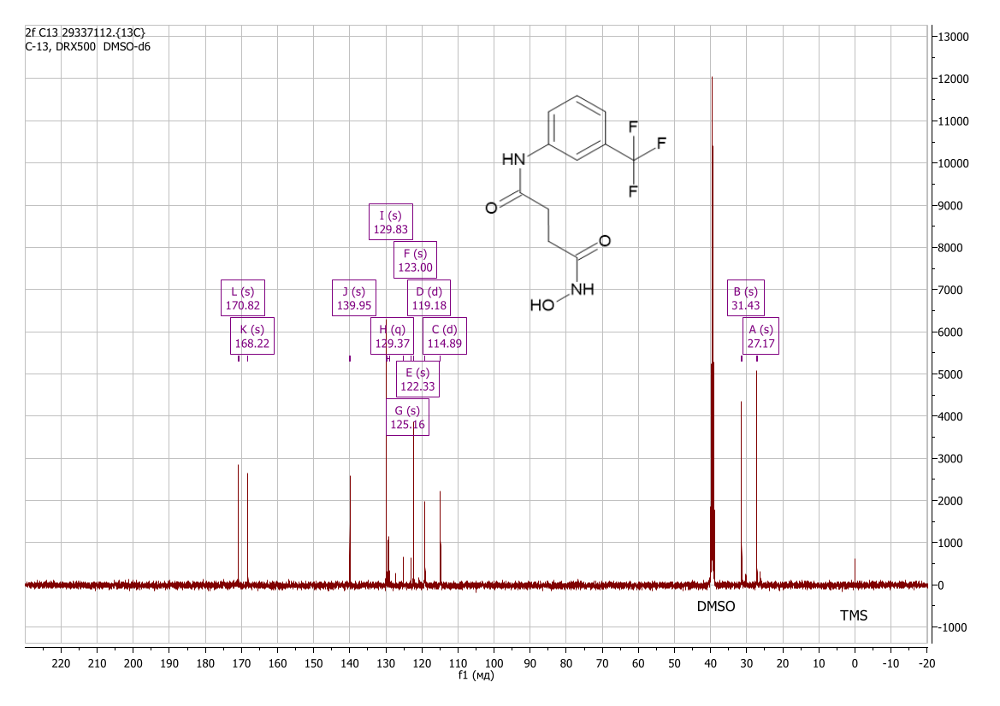 2f C13 29337112.{13C}
C-13, DRX500 DMSO-d6
13000
12000
11000
10000
9000
8000
7000
6000
5000
4000
3000
2000
1000
0
-1000
F
F
F
HN
O
O
NH
HO
I (s)
129.83
F (s)
123.00
L (s)
170.82
J (s)
139.95
D (d)
119.18
B (s)
31.43
K (s)
168.22
H (q)
129.37
C (d)
114.89
A (s)
27.17
E (s)
122.33
G (s)
125.16
DMSO
TMS
220 210 200 190 180 170 160 150 140 130 120 110 100 90 80 70 60 50 40 30 20 10 0 -10 -20
f1 (мд)